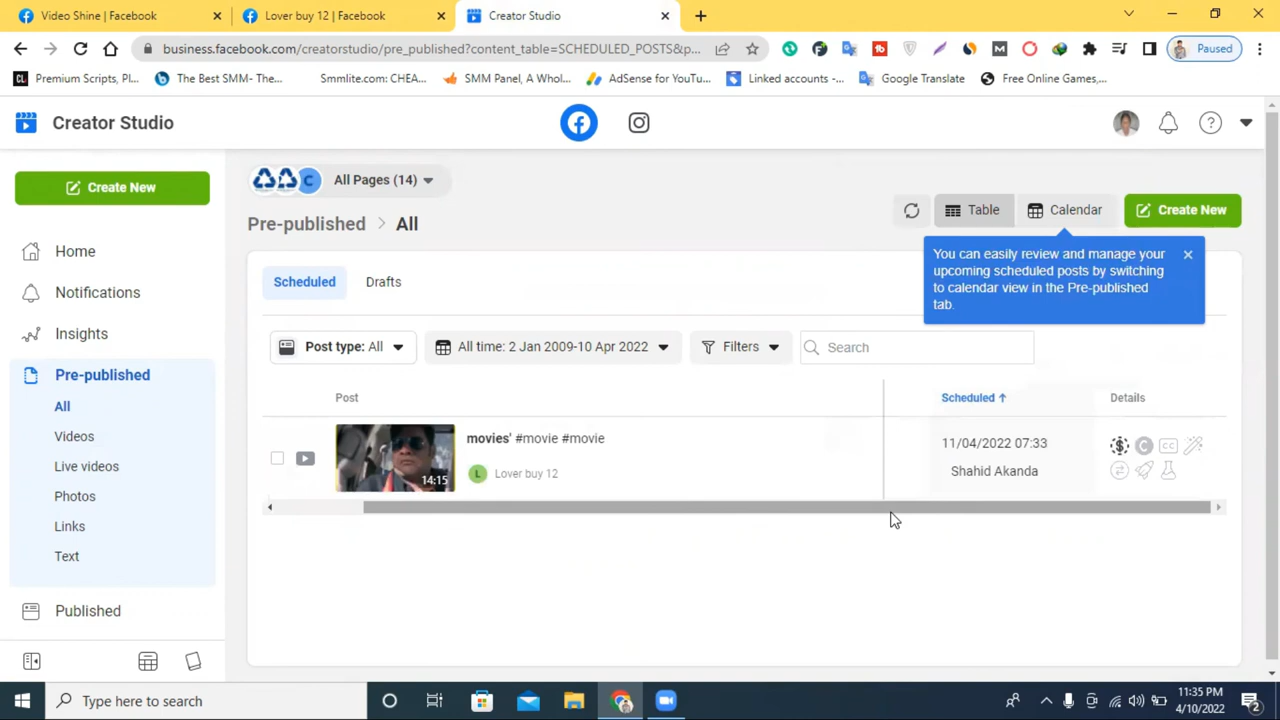 Video Shine | Facebook
Lover buy 12 | Facebook
Creator Studio
business.facebook.com/creatorstudio/pre_published?content_table=SCHEDULED_POSTS&p...
Paused
Premium Scripts, Pl...
The Best SMM- The...
Smmlite.com: CHEA...
SMM Panel, A Whol...
AdSense for YouTu...
Linked accounts -...
Google Translate
Free Online Games,...
Creator Studio
Create New
All Pages (14)
Pre-published > All
Table
Calendar
Create New
You can easily review and manage your
upcoming scheduled posts by switching
to calendar view in the Pre-published
tab.
Home
Notifications
Insights
Pre-published
All
Videos
Live videos
Photos
Links
Text
Published
Scheduled
Drafts
Post type: All
All time: 2 Jan 2009-10 Apr 2022
Filters
Search
Post
Scheduled ↑
Details
14:15
movies' #movie #movie
L
Lover buy 12
11/04/2022 07:33
Shahid Akanda
Type here to search
11:35 PM
4/10/2022
2